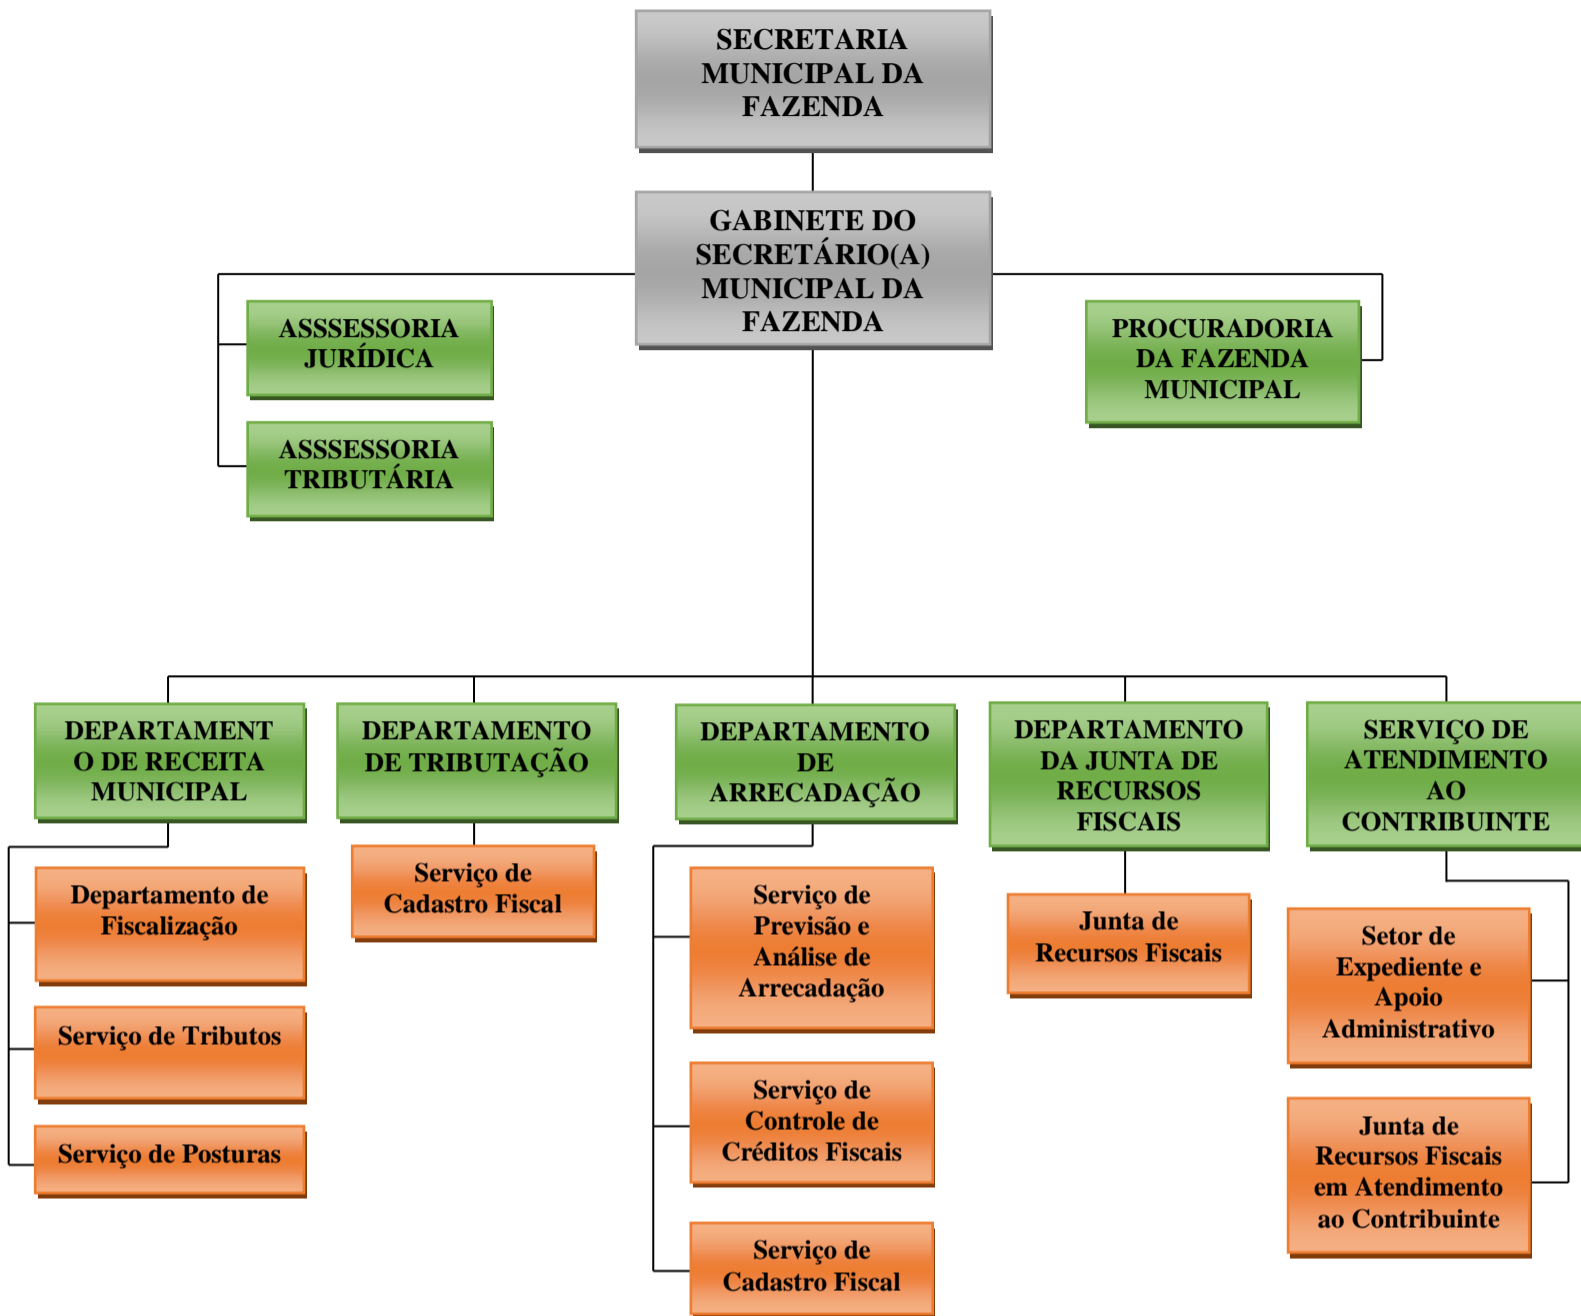 SECRETARIA
MUNICIPAL DA
FAZENDA
GABINETE DO
SECRETÁRIO(A)
MUNICIPAL DA
FAZENDA
ASSSESSORIA
JURÍDICA
PROCURADORIA
DA FAZENDA
MUNICIPAL
ASSSESSORIA
TRIBUTÁRIA
DEPARTAMENT
O DE RECEITA
MUNICIPAL
DEPARTAMENTO
DE TRIBUTAÇÃO
DEPARTAMENTO
DE
ARRECADAÇÃO
DEPARTAMENTO
DA JUNTA DE
RECURSOS
FISCAIS
SERVIÇO DE
ATENDIMENTO
AO
CONTRIBUINTE
Departamento de
Fiscalização
Serviço de Tributos
Serviço de Posturas
Serviço de
Cadastro Fiscal
Serviço de
Previsão e
Análise de
Arrecadação
Serviço de
Controle de
Créditos Fiscais
Serviço de
Cadastro Fiscal
Junta de
Recursos Fiscais
Setor de
Expediente e
Apoio
Administrativo
Junta de
Recursos Fiscais
em Atendimento
ao Contribuinte